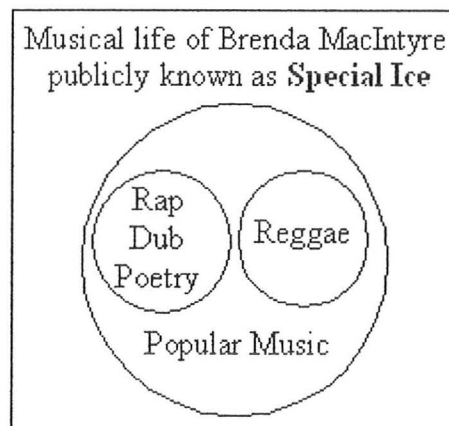 Musical life of Brenda MacIntyre
publicly known as Special Ice
Rap
Dub
Poetry
Reggae
Popular Music